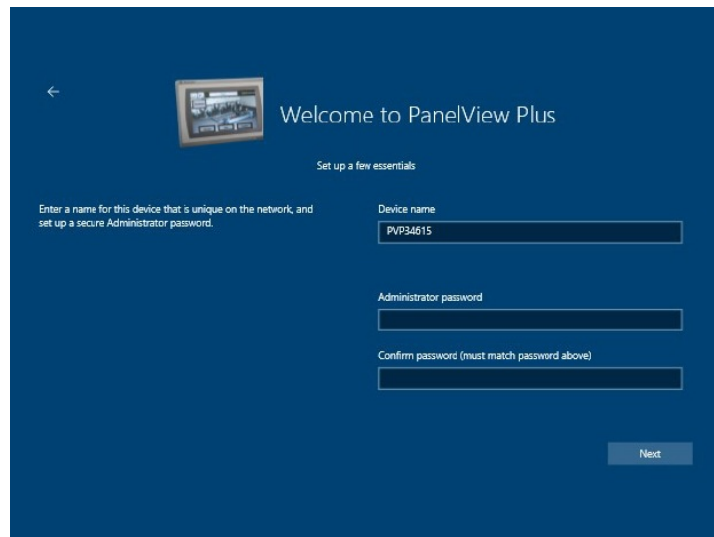 Welcome to PanelView Plus
Set up a few essentials
Enter a name for this device that is unique on the network, and
set up a secure Administrator password.
Device name
PVP34615
Administrator password
Confirm password (must match password above)
Next